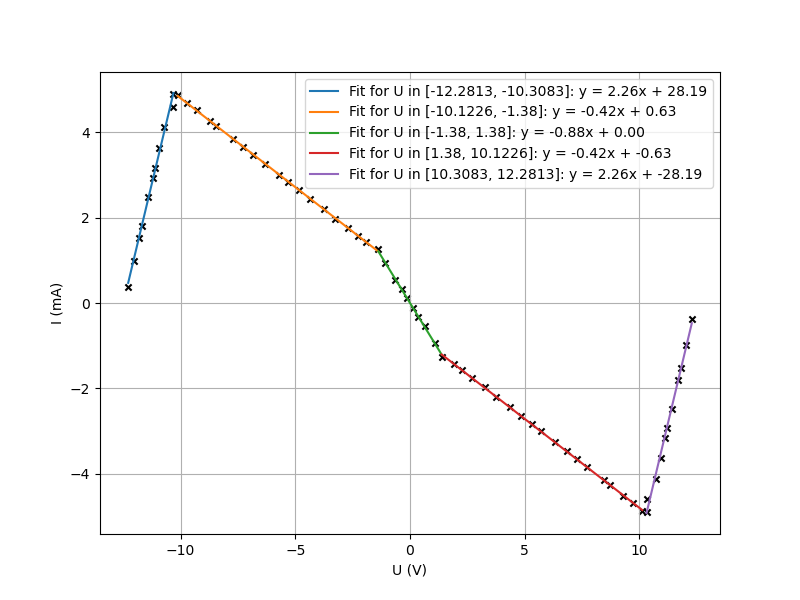 Fit for U in [-12.2813, -10.3083]: y = 2.26x + 28.19
Fit for U in [-10.1226, -1.38]: y = -0.42x + 0.63
Fit for U in [-1.38, 1.38]: y = -0.88x + 0.00
Fit for U in [1.38, 10.1226]: y = -0.42x + -0.63
Fit for U in [10.3083, 12.2813]: y = 2.26x + -28.19
4
2
0
−2
−4
I (mA)
−10
−5
0
5
10
U (V)